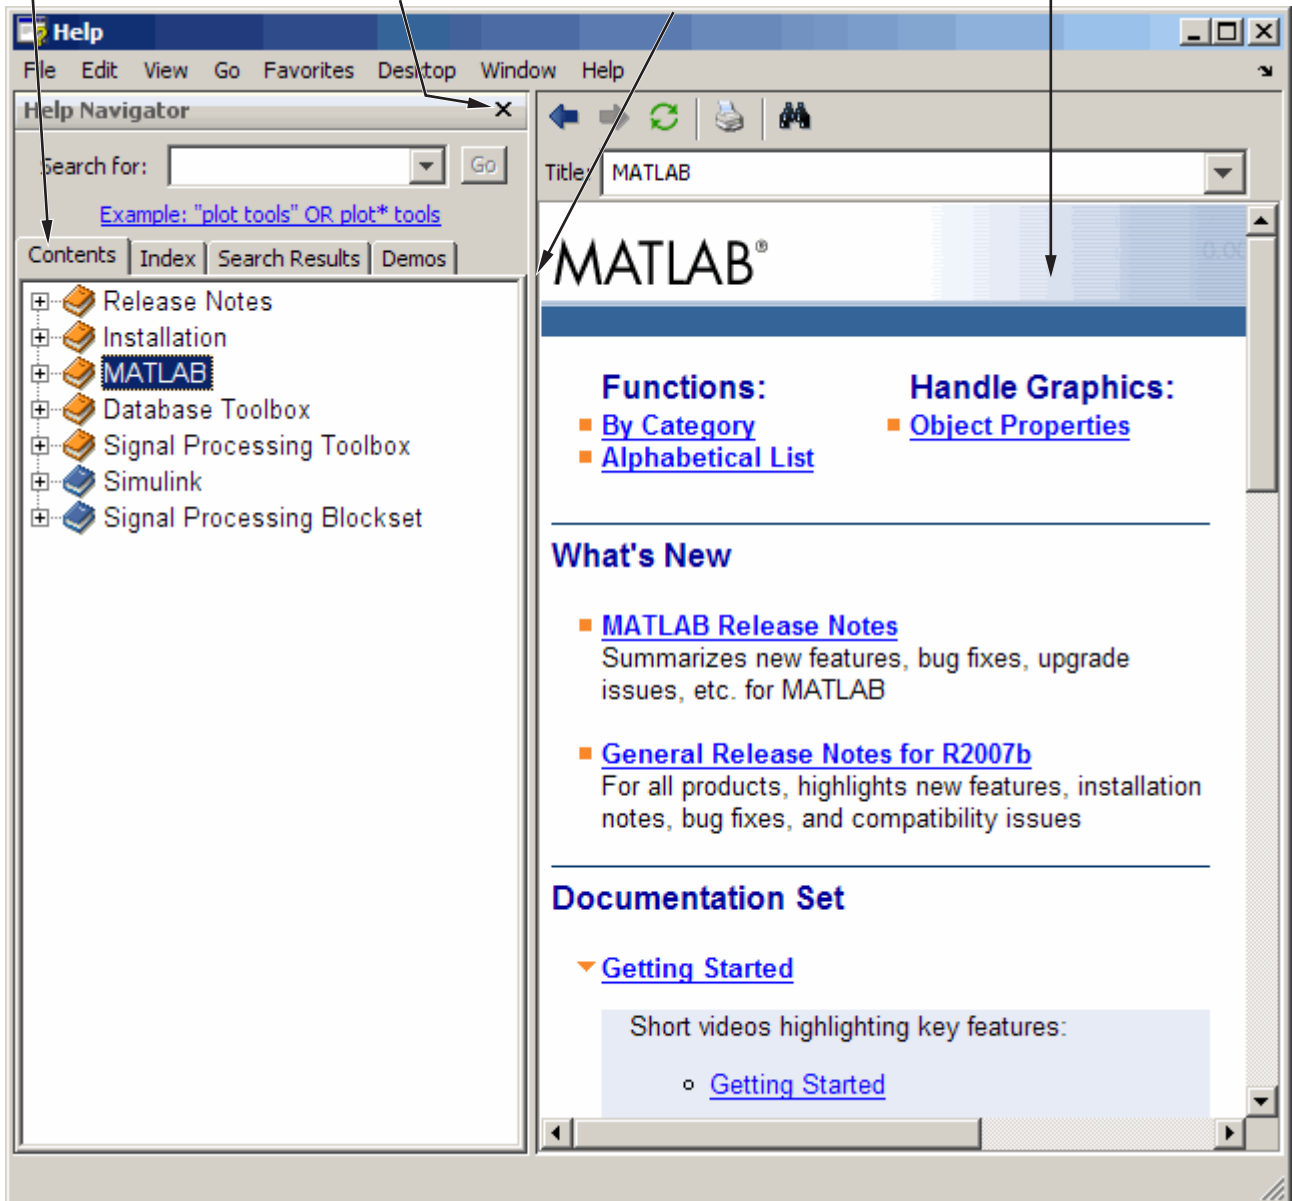 Help
File Edit View Go Favorites Desktop Window Help
Help Navigator
Search for: Go
Example: "plot tools" OR plot* tools
Contents Index Search Results Demos
Release Notes
Installation
MATLAB
Database Toolbox
Signal Processing Toolbox
Simulink
Signal Processing Blockset
Title: MATLAB
MATLAB®
0.00
Functions:
By Category
Alphabetical List
Handle Graphics:
Object Properties
What's New
MATLAB Release Notes
Summarizes new features, bug fixes, upgrade
issues, etc. for MATLAB
General Release Notes for R2007b
For all products, highlights new features, installation
notes, bug fixes, and compatibility issues
Documentation Set
Getting Started
Short videos highlighting key features:
Getting Started